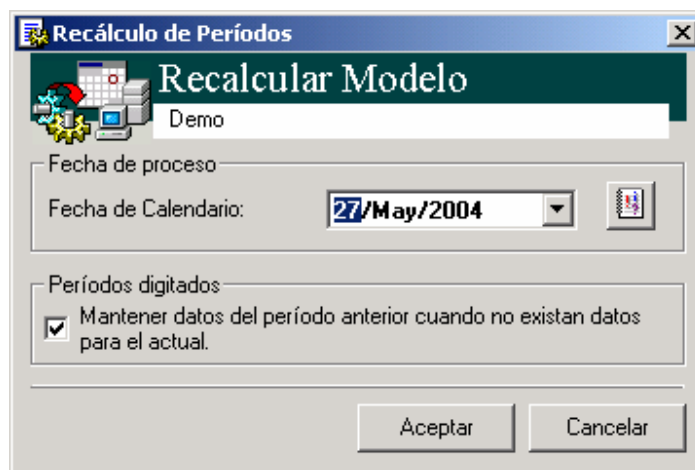 Recálculo de Períodos
Recalcular Modelo
Demo
Fecha de proceso
Fecha de Calendario:
27/May/2004
Períodos digitados
Mantener datos del período anterior cuando no existan datos
para el actual.
Aceptar
Cancelar